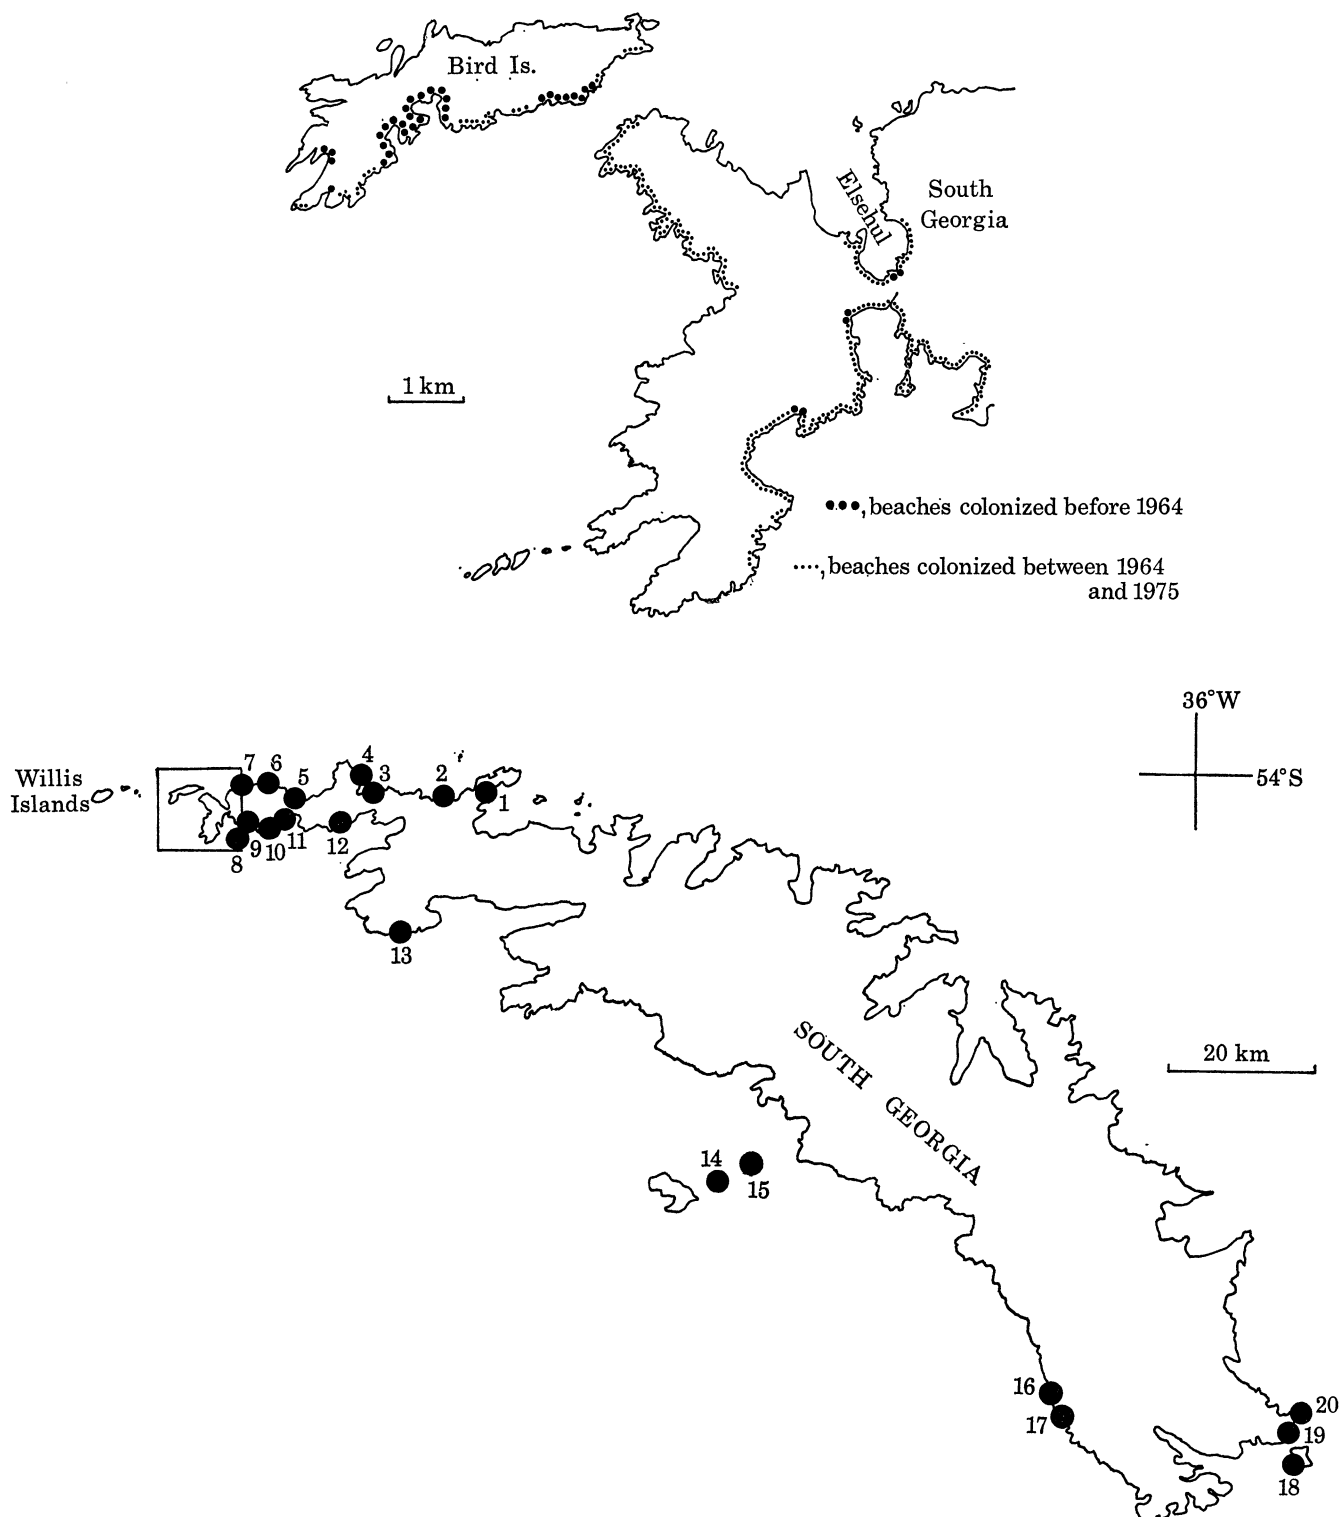 Bird Is.
Elsehul
South
Georgia
1 km
•••, beaches colonized before 1964
····, beaches colonized between 1964
and 1975
36°W
54°S
Willis
Islands
7
6
5
4
3
2
1
8
9
10
11
12
13
20 km
SOUTH GEORGIA
14
15
16
17
20
19
18